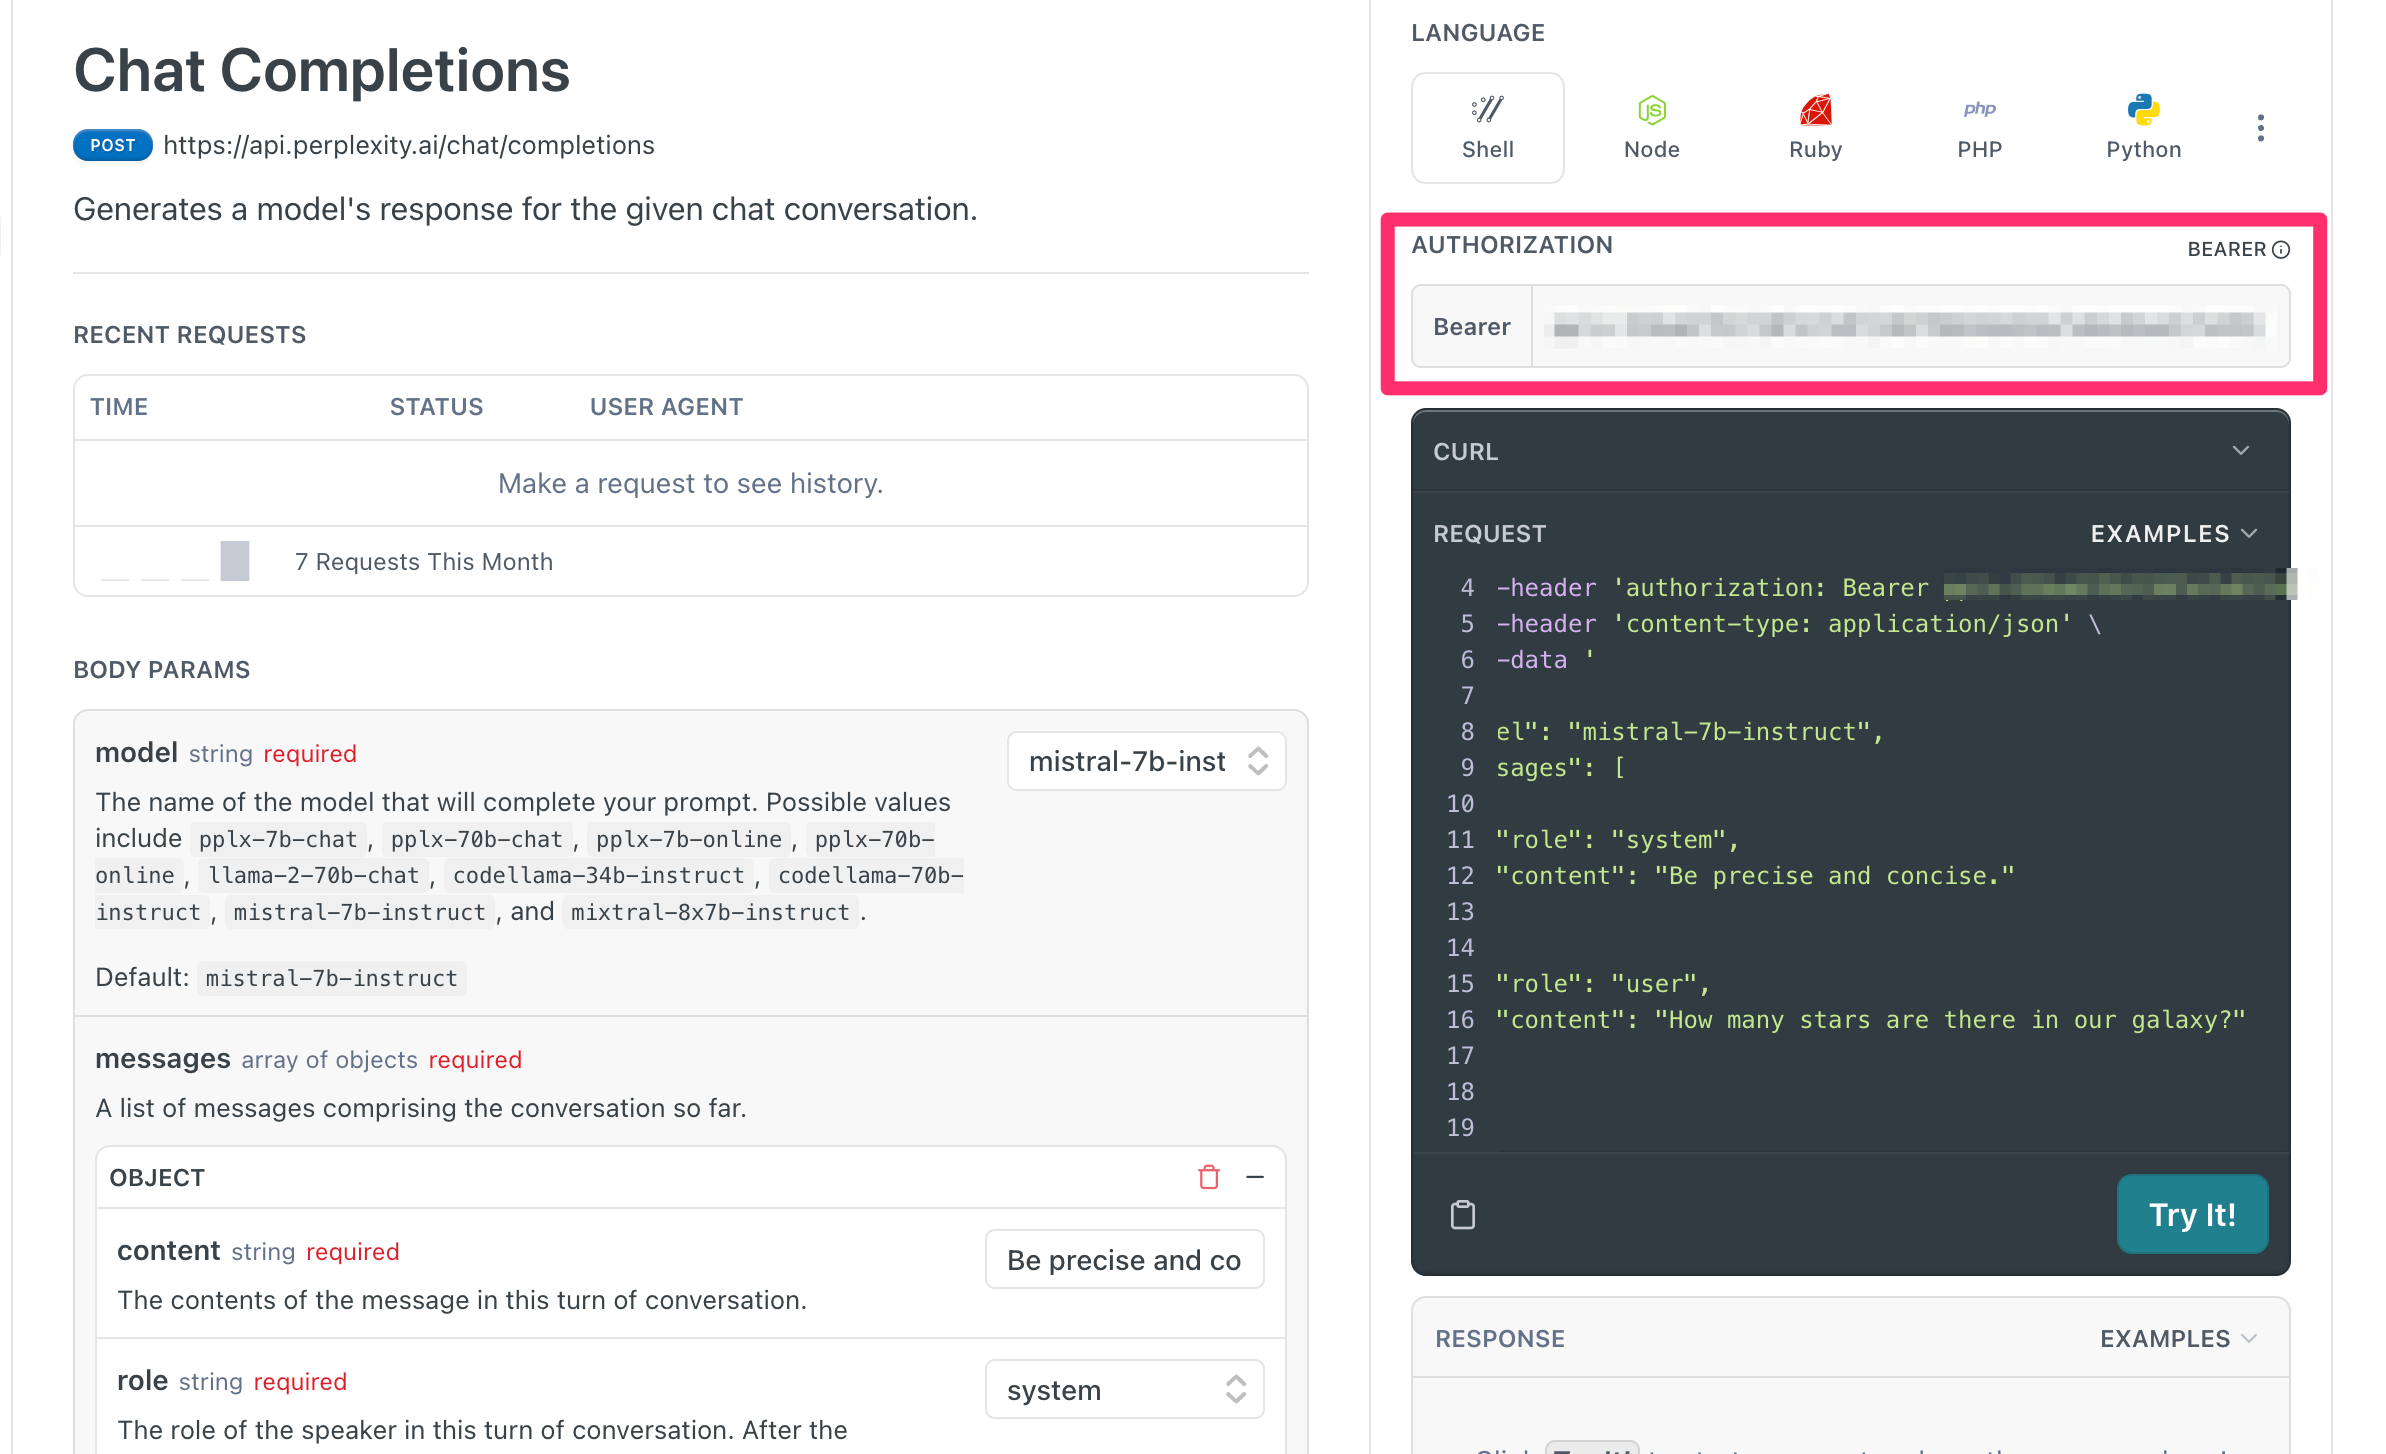 Chat Completions
POST https://api.perplexity.ai/chat/completions
Generates a model's response for the given chat conversation.
RECENT REQUESTS
TIME STATUS USER AGENT
Make a request to see history.
7 Requests This Month
BODY PARAMS
model string required
mistral-7b-inst
The name of the model that will complete your prompt. Possible values
include pplx-7b-chat, pplx-70b-chat, pplx-7b-online, pplx-70b-
online, llama-2-70b-chat, codellama-34b-instruct, codellama-70b-
instruct, mistral-7b-instruct, and mixtral-8x7b-instruct.
Default: mistral-7b-instruct
messages array of objects required
A list of messages comprising the conversation so far.
OBJECT
content string required
Be precise and co
The contents of the message in this turn of conversation.
role string required
system
The role of the speaker in this turn of conversation. After the
LANGUAGE
Shell Node Ruby php PHP Python
AUTHORIZATION
BEARER
Bearer
CURL
REQUEST EXAMPLES
4 -header 'authorization: Bearer
5 -header 'content-type: application/json' \
6 -data '
7
8 el": "mistral-7b-instruct",
9 sages": [
10
11 "role": "system",
12 "content": "Be precise and concise."
13
14
15 "role": "user",
16 "content": "How many stars are there in our galaxy?"
17
18
19
Try It!
RESPONSE EXAMPLES